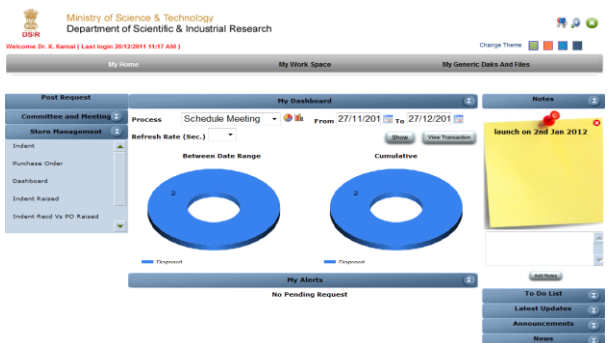 Ministry of Science & Technology
Department of Scientific & Industrial Research
DSIR
Welcome Dr. K. Kamal ( Last login 20/12/2011 11:17 AM )
Change Theme
My Home
My Work Space
My Generic Daks And Files
Post Request
Committee and Meeting
Store Management
Indent
Purchase Order
Dashboard
Indent Raised
Indent Recd Vs PO Raised
My Dashboard
Process Schedule Meeting From 27/11/201 To 27/12/201
Refresh Rate (Sec.)
Show View Transaction
Between Date Range
Cumulative
2
2
Disposed
Disposed
My Alerts
No Pending Request
Notes
launch on 2nd Jan 2012
Add Notes
To Do List
Latest Updates
Announcements
News